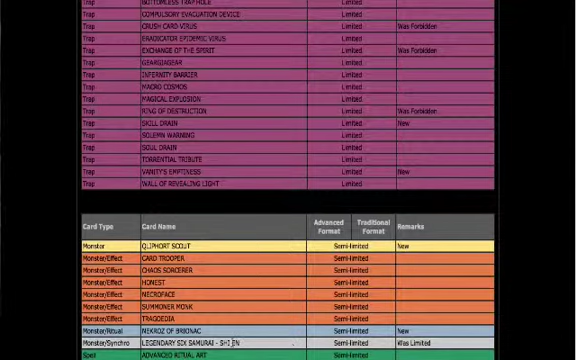 Trap BOTTOMLESS TRAP HOLE Limited
Trap COMPULSORY EVACUATION DEVICE Limited
Trap CRUSH CARD VIRUS Limited Was Forbidden
Trap ERADICATOR EPIDEMIC VIRUS Limited
Trap EXCHANGE OF THE SPIRIT Limited Was Forbidden
Trap GEARGIAGEAR Limited
Trap INFERNITY BARRIER Limited
Trap MACRO COSMOS Limited
Trap MAGICAL EXPLOSION Limited
Trap RING OF DESTRUCTION Limited Was Forbidden
Trap SKILL DRAIN Limited New
Trap SOLEMN WARNING Limited
Trap SOUL DRAIN Limited
Trap TORRENTIAL TRIBUTE Limited
Trap VANITY'S EMPTINESS Limited New
Trap WALL OF REVEALING LIGHT Limited
Card Type Card Name Advanced Format Traditional Format Remarks
Monster QLIPHORT SCOUT Semi-limited New
Monster/Effect CARD TROOPER Semi-limited
Monster/Effect CHAOS SORCERER Semi-limited
Monster/Effect HONEST Semi-limited
Monster/Effect NECROFACE Semi-limited
Monster/Effect SUMMONER MONK Semi-limited
Monster/Effect TRAGOEDIA Semi-limited
Monster/Ritual NEKROZ OF BRIONAC Semi-limited New
Monster/Synchro LEGENDARY SIX SAMURAI - SHI EN Semi-limited Was Limited
Spell ADVANCED RITUAL ART Semi-limited